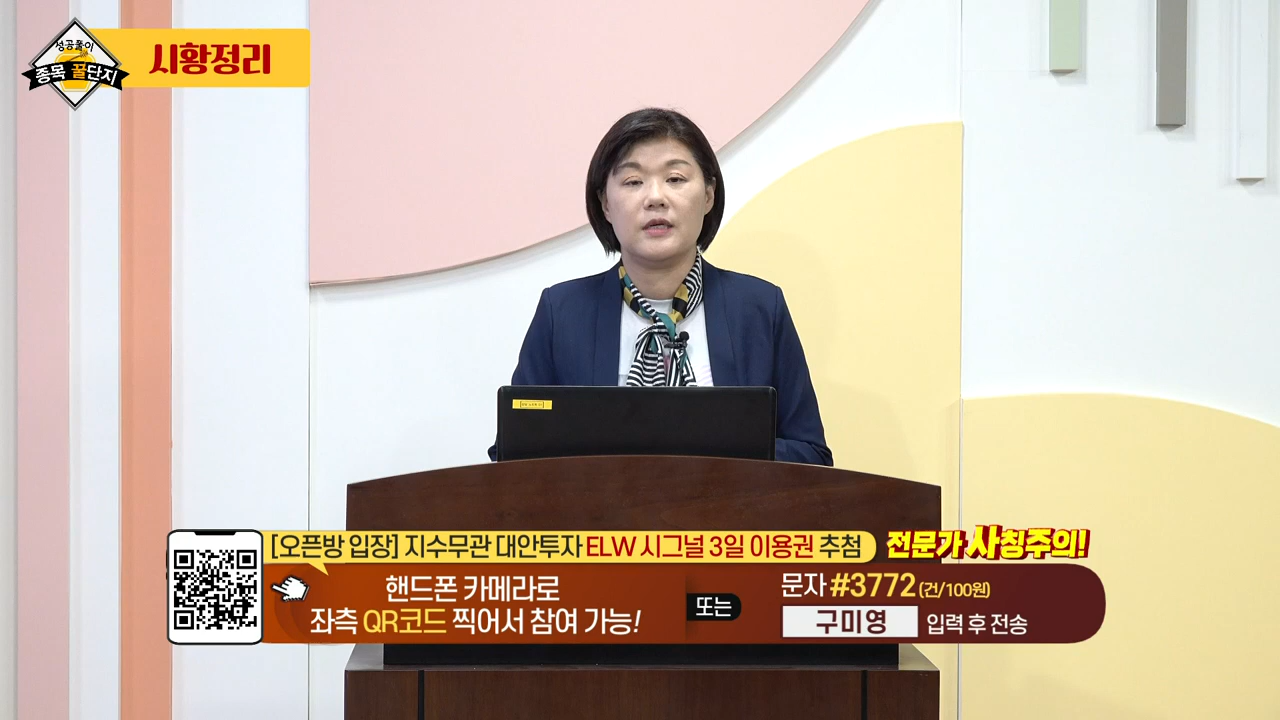 성공풀이
종목 꿀단지
시황정리
[오픈방 입장] 지수무관 대안투자 ELW 시그널 3일 이용권 추첨
전문가 사칭주의!
핸드폰 카메라로
좌측 QR코드 찍어서 참여 가능!
또는
문자 #3772 (건/100원)
구미영 입력 후 전송